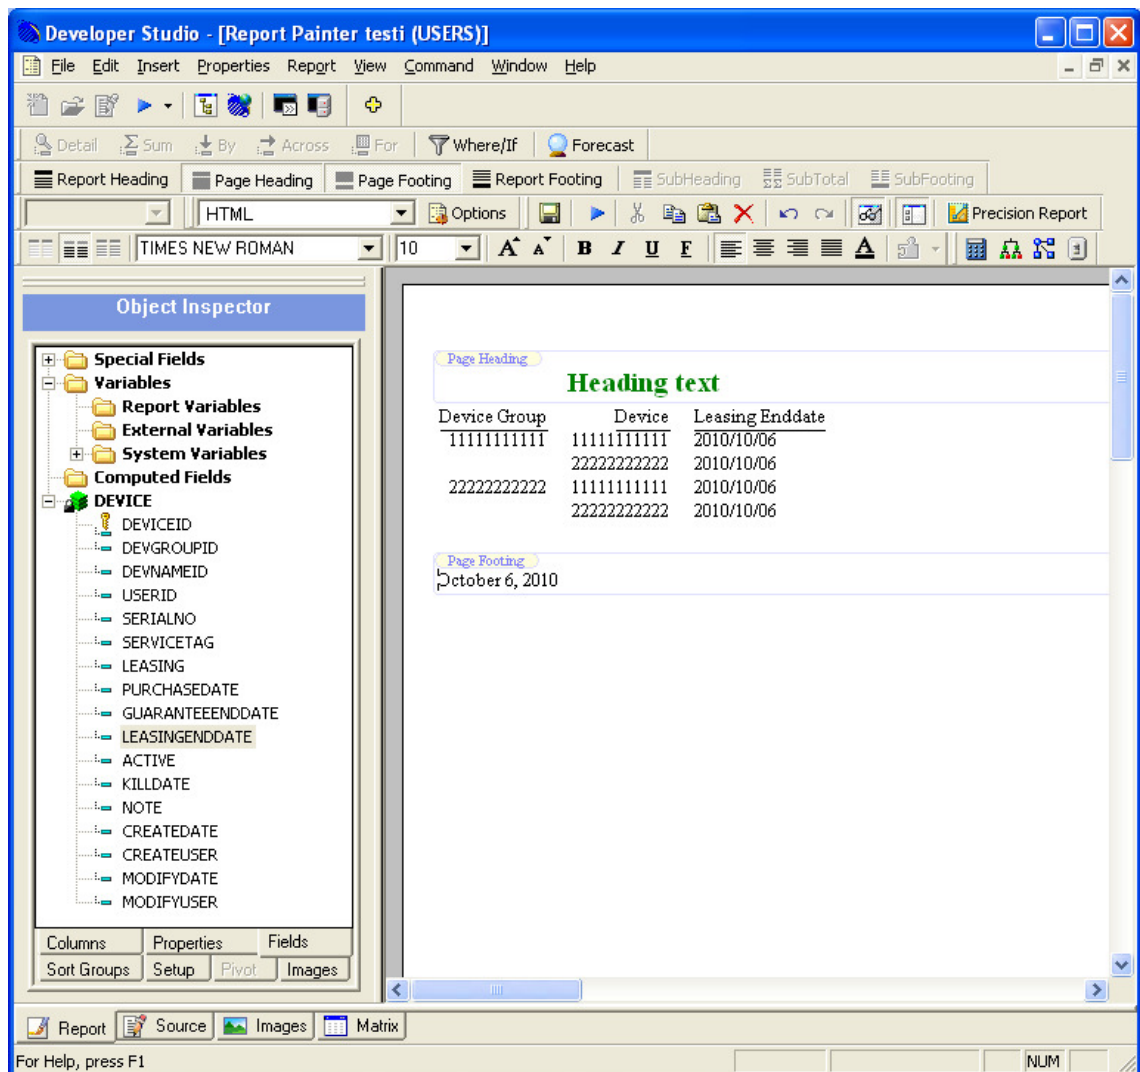 Developer Studio - [Report Painter testi (USERS)]
File Edit Insert Properties Report View Command Window Help
Detail Sum By Across For Where/If Forecast
Report Heading Page Heading Page Footing Report Footing SubHeading SubTotal SubFooting
HTML Options Precision Report
TIMES NEW ROMAN 10 A A B I U F A
Object Inspector
Special Fields
Variables
Report Variables
External Variables
System Variables
Computed Fields
DEVICE
DEVICEID
DEVGROUPID
DEVNAMEID
USERID
SERIALNO
SERVICETAG
LEASING
PURCHASEDATE
GUARANTEEENDDATE
LEASINGENDDATE
ACTIVE
KILLDATE
NOTE
CREATEDATE
CREATEUSER
MODIFYDATE
MODIFYUSER
Columns Properties Fields
Sort Groups Setup Pivot Images
Page Heading
Heading text
Device Group Device Leasing Enddate
11111111111 11111111111 2010/10/06
22222222222 2010/10/06
22222222222 11111111111 2010/10/06
22222222222 2010/10/06
Page Footing
October 6, 2010
Report Source Images Matrix
For Help, press F1 NUM